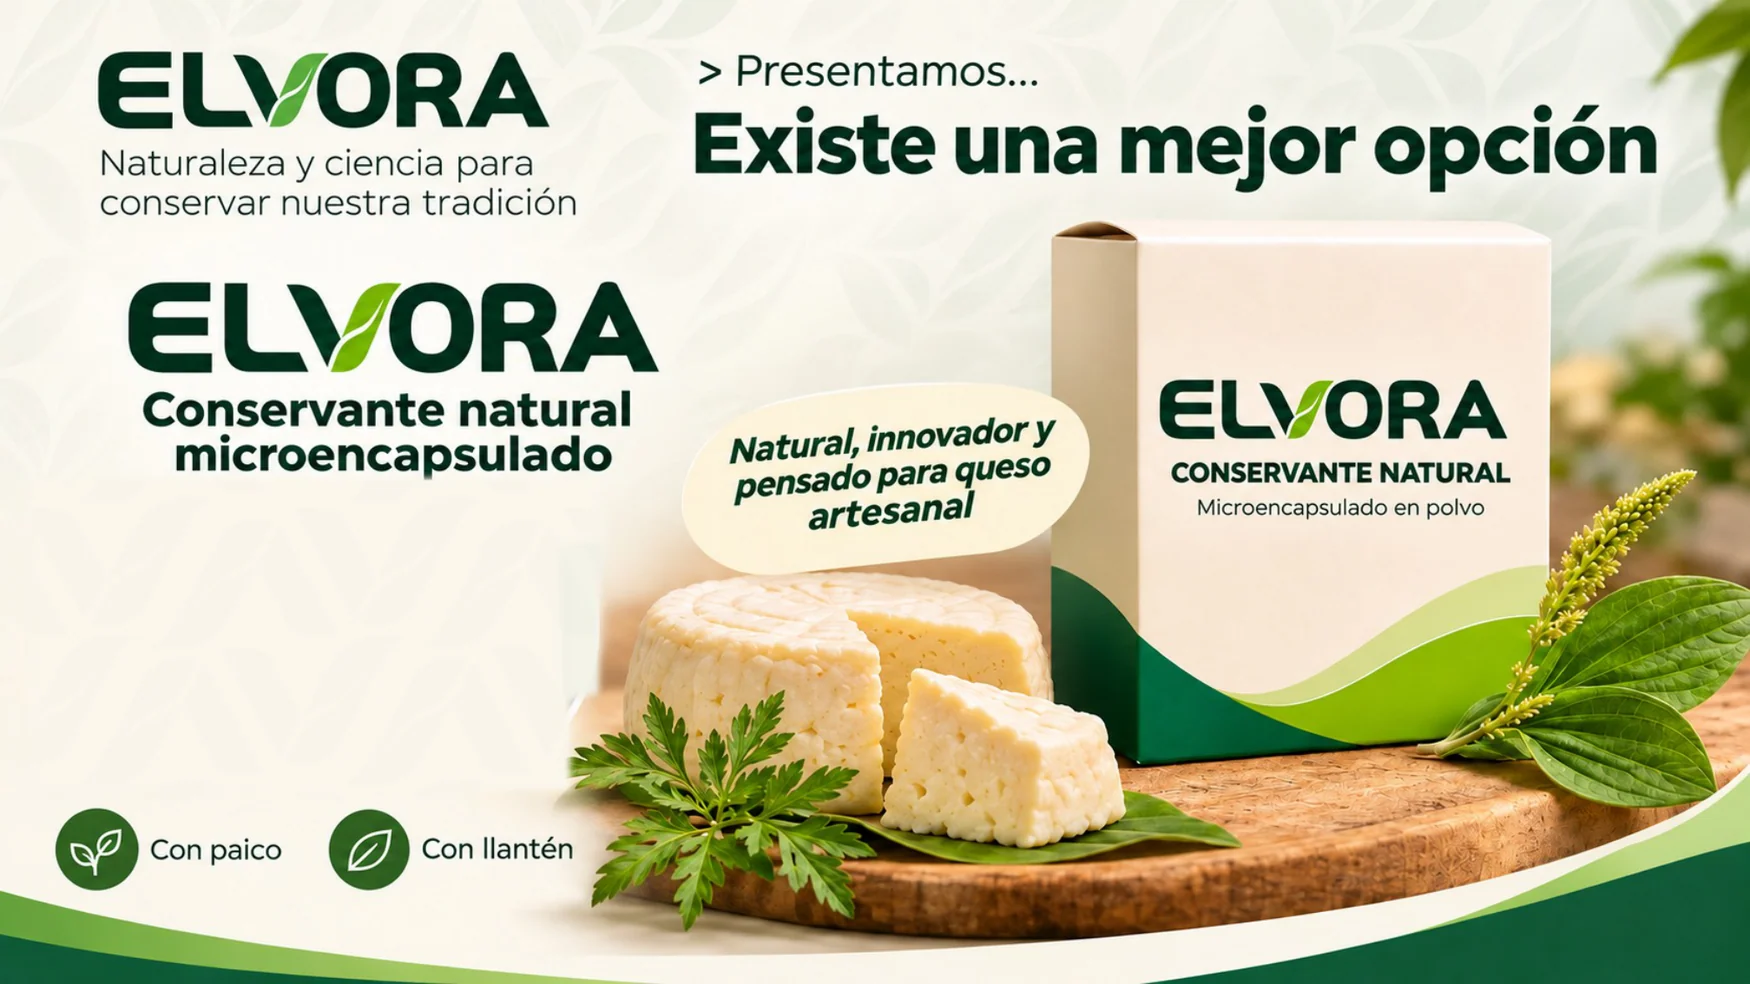 ELVORA
Naturaleza y ciencia para
conservar nuestra tradición
> Presentamos...
Existe una mejor opción
ELVORA
Conservante natural
microencapsulado
Natural, innovador y
pensado para queso
artesanal
ELVORA
CONSERVANTE NATURAL
Microencapsulado en polvo
Con paico
Con llantén